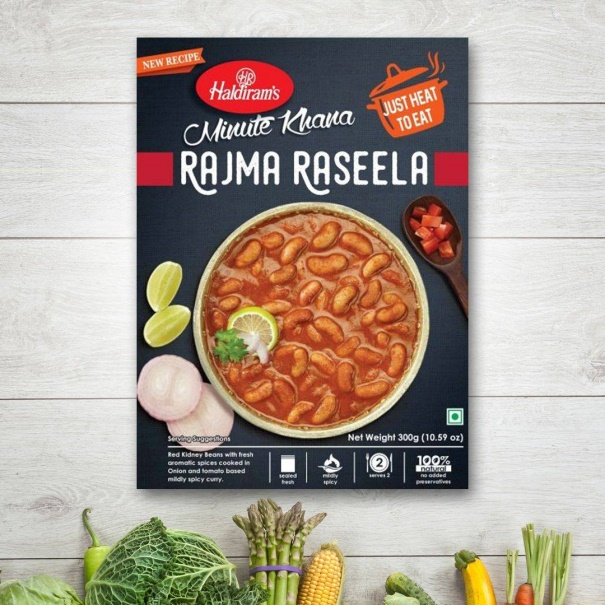 NEW RECIPE
HR
Haldiram's
Minute Khana
JUST HEAT
TO EAT
RAJMA RASEELA
Serving Suggestions
Net Weight 300g (10.59 oz)
Red Kidney Beans with fresh
aromatic spices cooked in
Onion and tomato based
mildly spicy curry.
sealed
fresh
mildly
spicy
2
serves 2
100%
natural
no added
preservatives